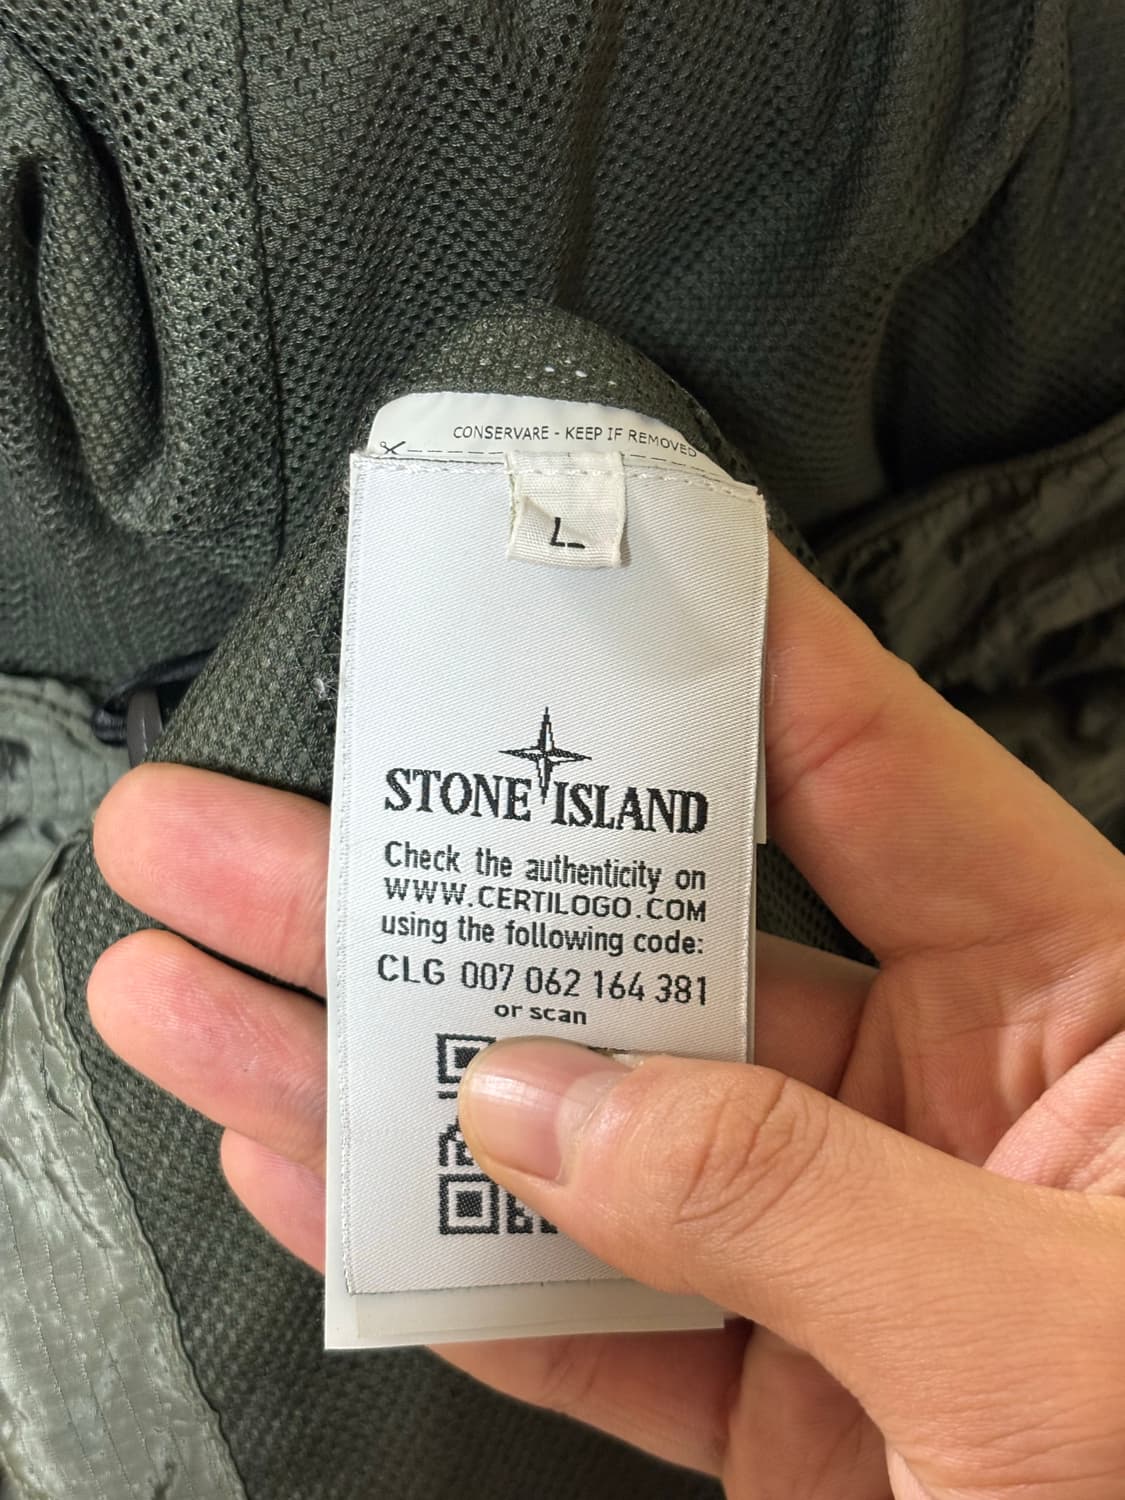 CONSERVARE - KEEP IF REMOVED
L
STONE ISLAND
Check the authenticity on
WWW.CERTILOGO.COM
using the following code:
CLG 007 062 164 381
or scan